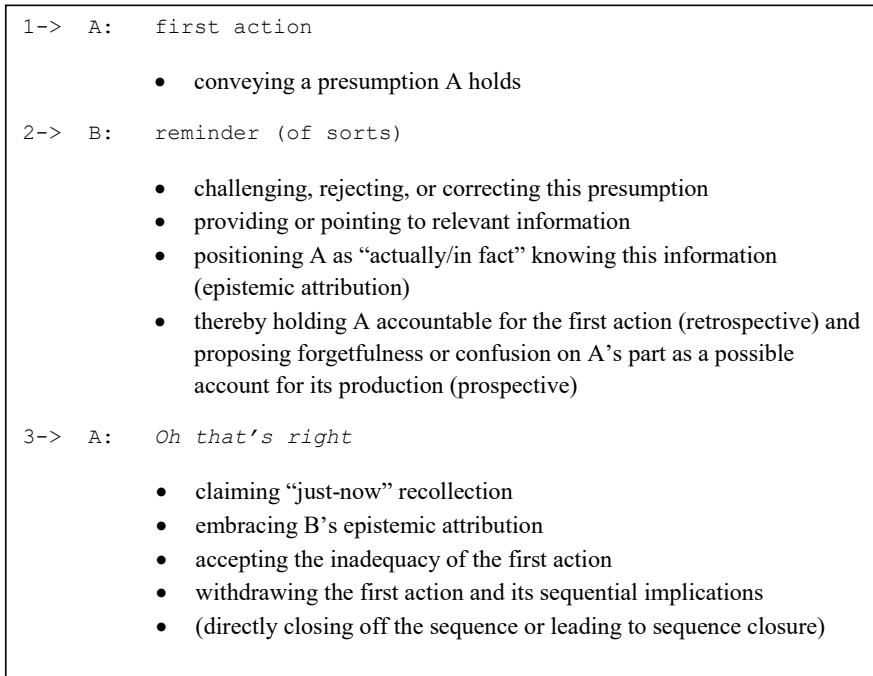 1-> A: first action
• conveying a presumption A holds
2-> B: reminder (of sorts)
• challenging, rejecting, or correcting this presumption
• providing or pointing to relevant information
• positioning A as “actually/in fact” knowing this information
(epistemic attribution)
• thereby holding A accountable for the first action (retrospective) and
proposing forgetfulness or confusion on A’s part as a possible
account for its production (prospective)
3-> A: Oh that’s right
• claiming “just-now” recollection
• embracing B’s epistemic attribution
• accepting the inadequacy of the first action
• withdrawing the first action and its sequential implications
• (directly closing off the sequence or leading to sequence closure)